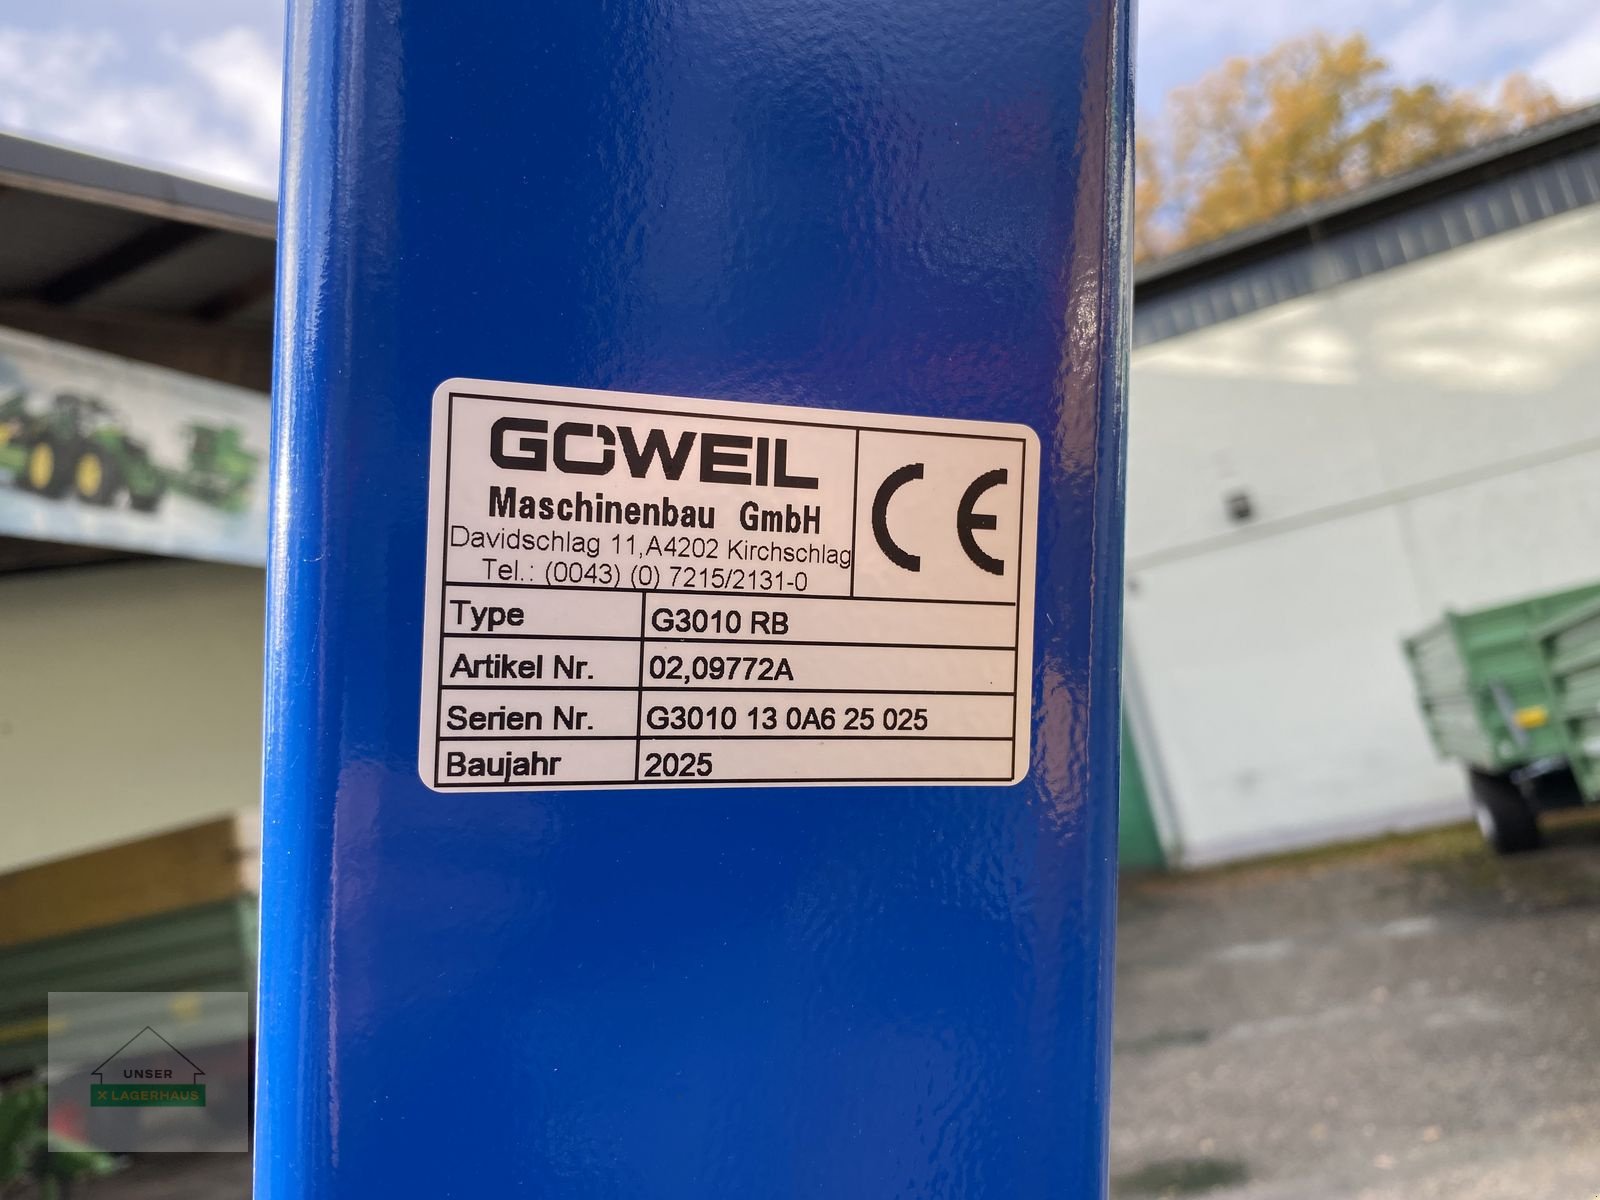 GÖWEIL
Maschinenbau GmbH
Davidschlag 11,A4202 Kirchschlag
Tel.: (0043) (0) 7215/2131-0
CE
Type G3010 RB
Artikel Nr. 02,09772A
Serien Nr. G3010 13 0A6 25 025
Baujahr 2025
UNSER
X LAGERHAUS